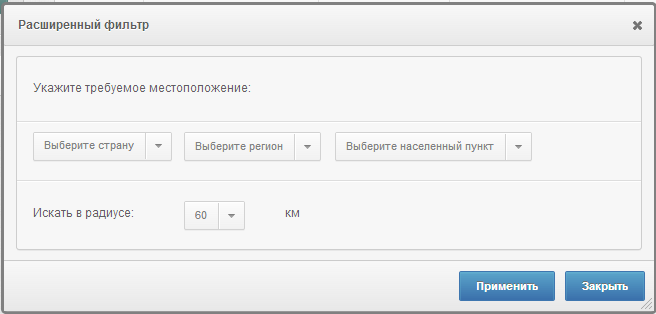 Расширенный фильтр
Укажите требуемое местоположение:
Выберите страну Выберите регион Выберите населенный пункт
Искать в радиусе: 60 км
Применить Закрыть